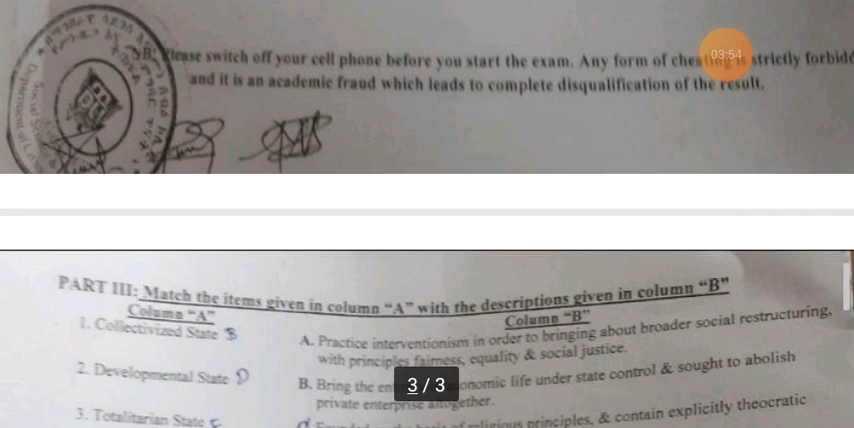 B: Please switch off your cell phone before you start the exam. Any form of cheating is strictly
and it is an academic fraud which leads to complete disqualification of the result.
03:54
PART III: Match the items given in column “A” with the descriptions given in column “B”
Column “A” Column “B”
1. Collectivized State B A. Practice interventionism in order to bringing about broader social restructuring,
with principles fairness, equality & social justice.
2. Developmental State D B. Bring the economic life under state control & sought to abolish
private enterprise altogether.
3 / 3
3. Totalitarian State religious principles, & contain explicitly theocratic